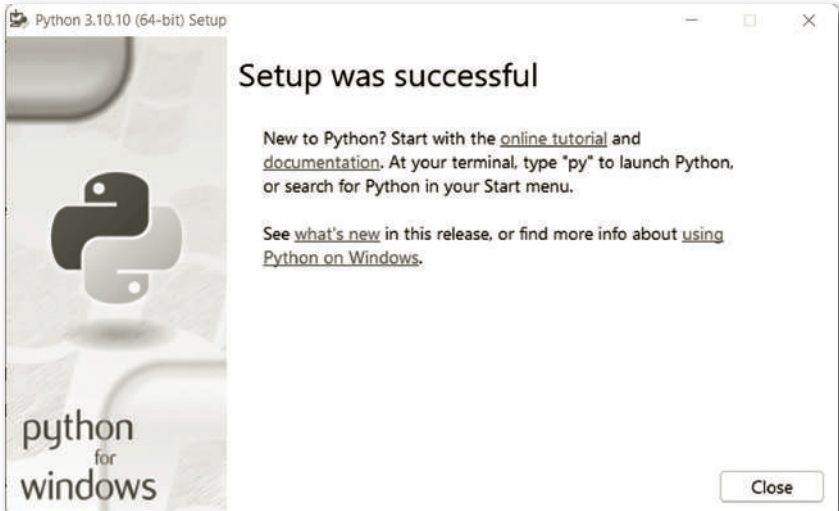 Python 3.10.10 (64-bit) Setup
Setup was successful
New to Python? Start with the online tutorial and
documentation. At your terminal, type "py" to launch Python,
or search for Python in your Start menu.
See what's new in this release, or find more info about using
Python on Windows.
python
for
windows
Close